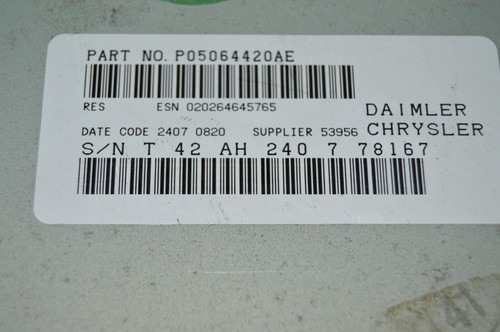 PART NO. P05064420AE
RES ESN 020264645765
DAIMLER
DATE CODE 2407 0820 SUPPLIER 53956 CHRYSLER
S/N T 42 AH 240 7 78167
41